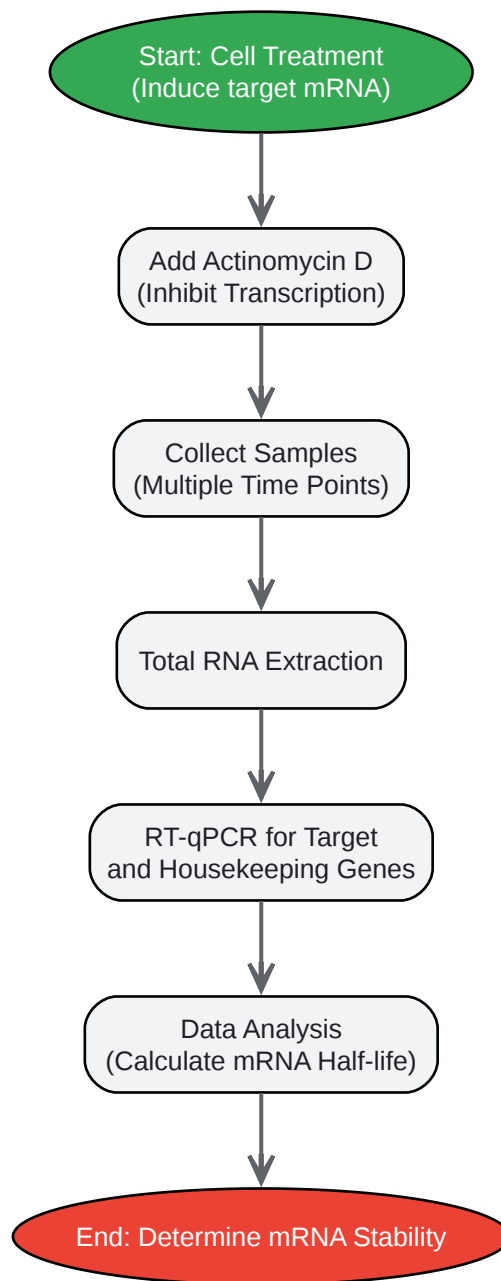 Start: Cell Treatment
(Induce target mRNA)
Add Actinomycin D
(Inhibit Transcription)
Collect Samples
(Multiple Time Points)
Total RNA Extraction
RT-qPCR for Target
and Housekeeping Genes
Data Analysis
(Calculate mRNA Half-life)
End: Determine mRNA Stability